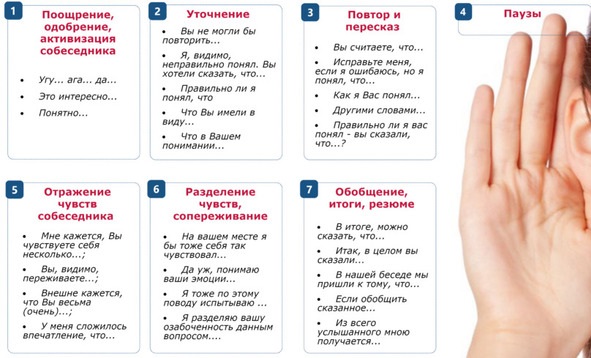 1
Поощрение,
одобрение,
активизация
собеседника
• Угу... ага... да...
• Это интересно...
• Понятно...
2
Уточнение
• Вы не могли бы
повторить...
• Я, видимо,
неправильно понял. Вы
хотели сказать, что...
• Правильно ли я
понял, что
• Что Вы имели в
виду...
• Что в Вашем
понимании...
3
Повтор и
пересказ
• Вы считаете, что...
• Исправьте меня,
если я ошибаюсь, но я
понял, что...
• Как я Вас понял...
• Другими словами...
• Правильно ли я вас
понял - вы сказали,
что...?
4
Паузы
5
Отражение
чувств
собеседника
• Мне кажется, Вы
чувствуете себя
несколько...;
• Вы, видимо,
переживаете...;
• Внешне кажется,
что Вы весьма
(очень)...;
• У меня сложилось
впечатление, что...
6
Разделение
чувств,
сопереживание
• На вашем месте я
бы тоже себя так
чувствовал...
• Да уж, понимаю
ваши эмоции...
• Я тоже по этому
поводу испытываю ...
• Я разделяю вашу
озабоченность данным
вопросом....
7
Обобщение,
итоги, резюме
• В итоге, можно
сказать, что...
• Итак, в целом вы
сказали...
• В нашей беседе мы
пришли к тому, что...
• Если обобщить
сказанное...
• Из всего
услышанного мною
получается...